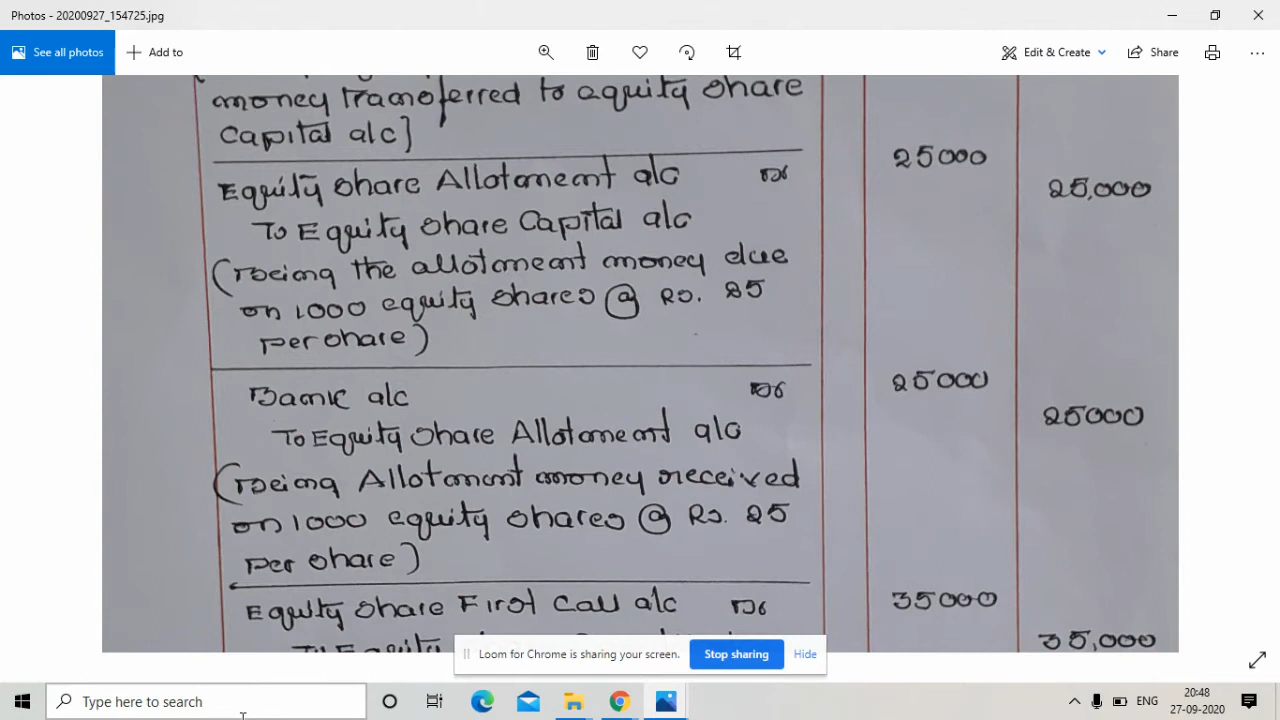 Photos - 20200927_154725.jpg
See all photos
Add to
Edit & Create
Share
money transferred to equity share
Capital a/c]
25000
Equity Share Allotment a/c Dr
25,000
To Equity Share Capital a/c
(Being the allotment money due
on 1000 equity shares @ Rs. 25
per share)
Bank a/c Dr 25000
To Equity Share Allotment a/c 25000
(Being Allotment money received
on 1000 equity shares @ Rs. 25
per share)
Equity Share First Call a/c Dr 35000
To Equity 35,000
Loom for Chrome is sharing your screen. Stop sharing Hide
Type here to search
ENG
20:48
27-09-2020